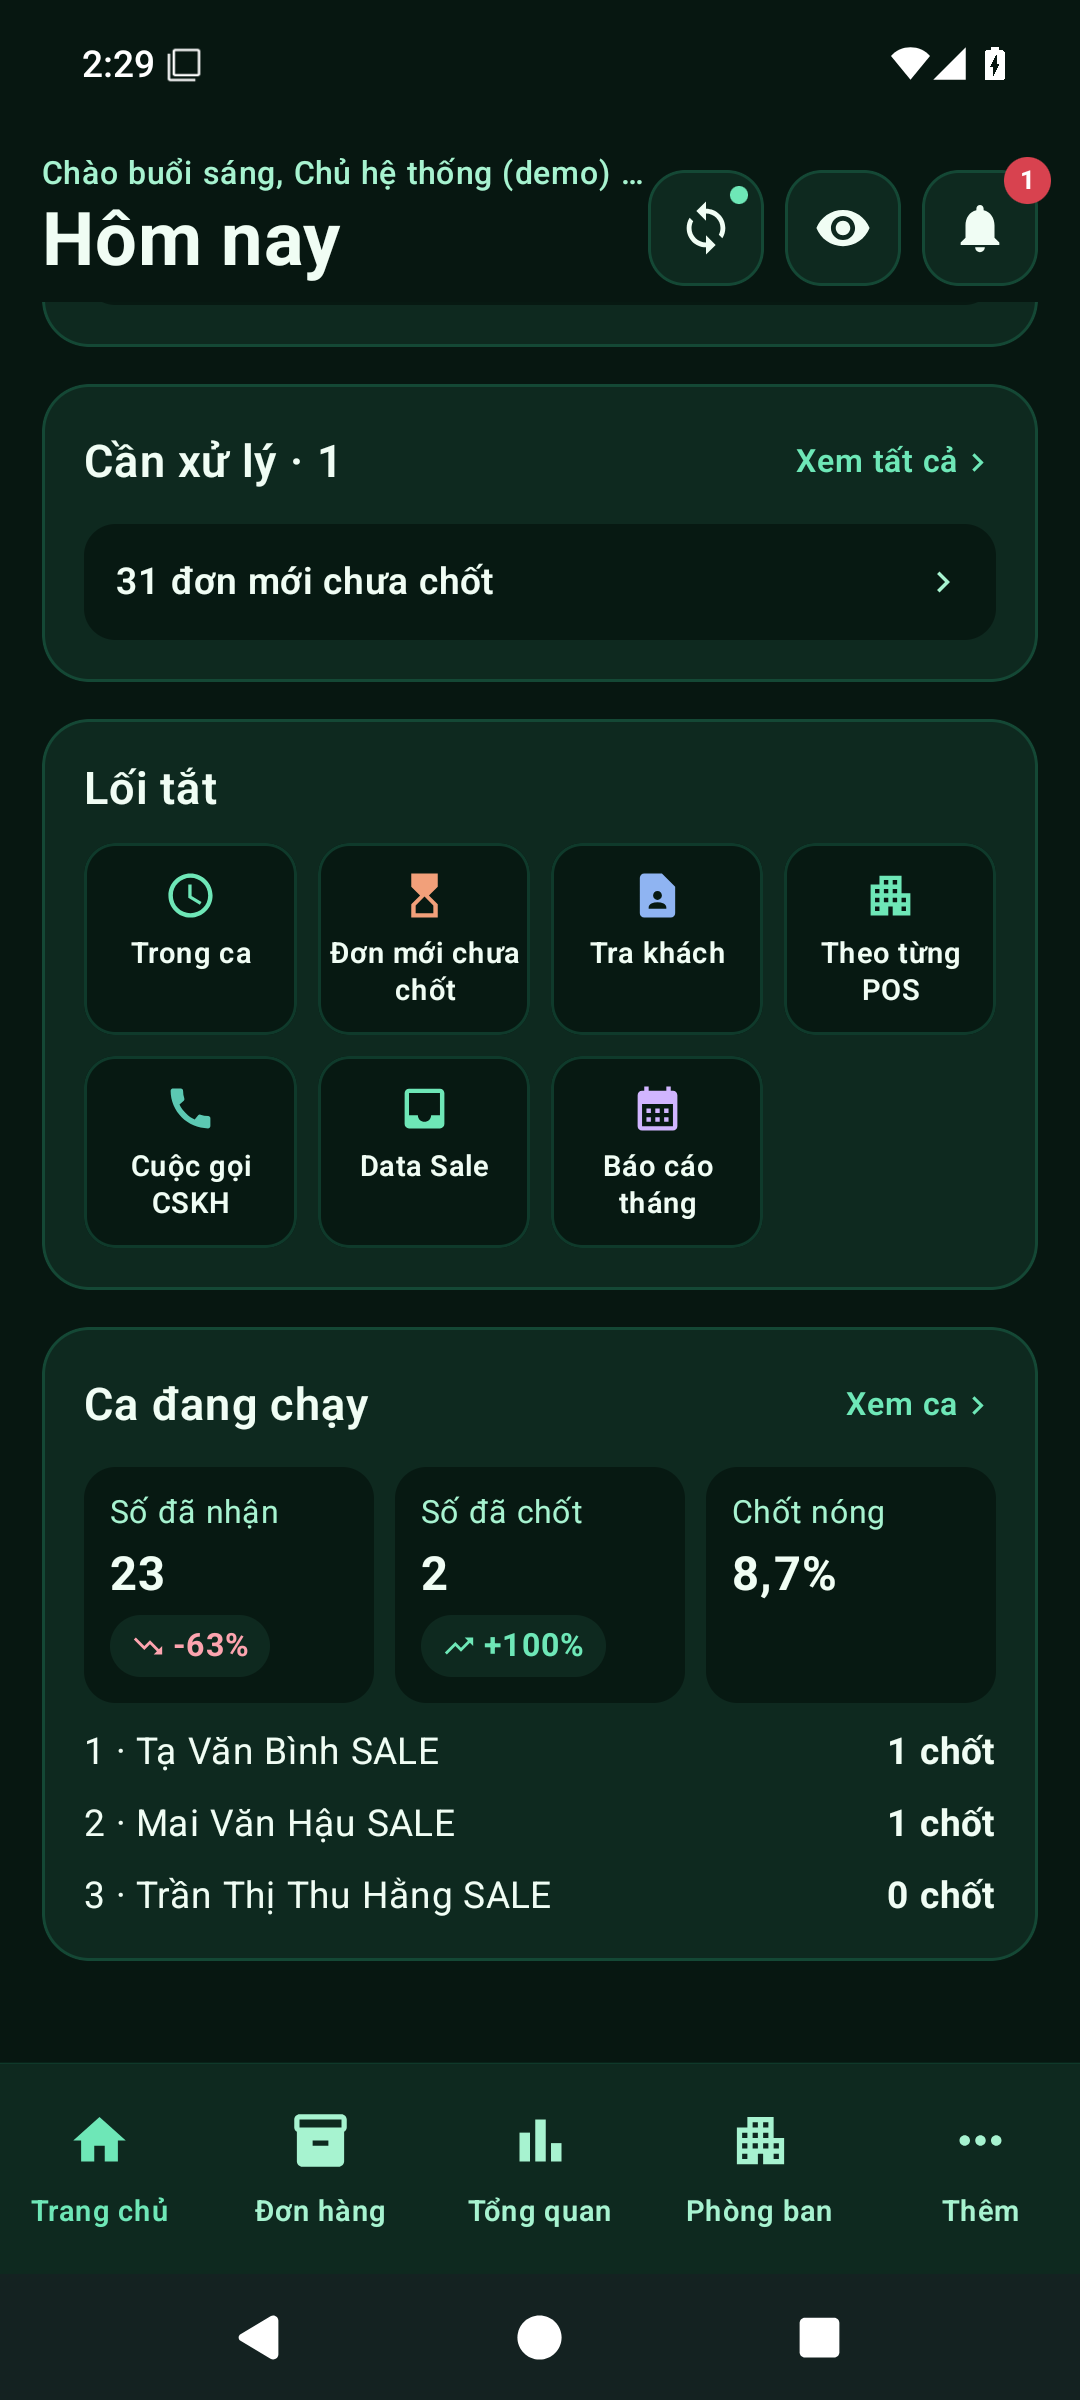 2:29
Chào buổi sáng, Chủ hệ thống (demo) ...
Hôm nay
1
Cần xử lý · 1
Xem tất cả
31 đơn mới chưa chốt
Lối tắt
Trong ca
Đơn mới chưa
chốt
Tra khách
Theo từng
POS
Cuộc gọi
CSKH
Data Sale
Báo cáo
tháng
Ca đang chạy
Xem ca
Số đã nhận
23
-63%
Số đã chốt
2
+100%
Chốt nóng
8,7%
1 · Tạ Văn Bình SALE
1 chốt
2 · Mai Văn Hậu SALE
1 chốt
3 · Trần Thị Thu Hằng SALE
0 chốt
Trang chủ
Đơn hàng
Tổng quan
Phòng ban
Thêm